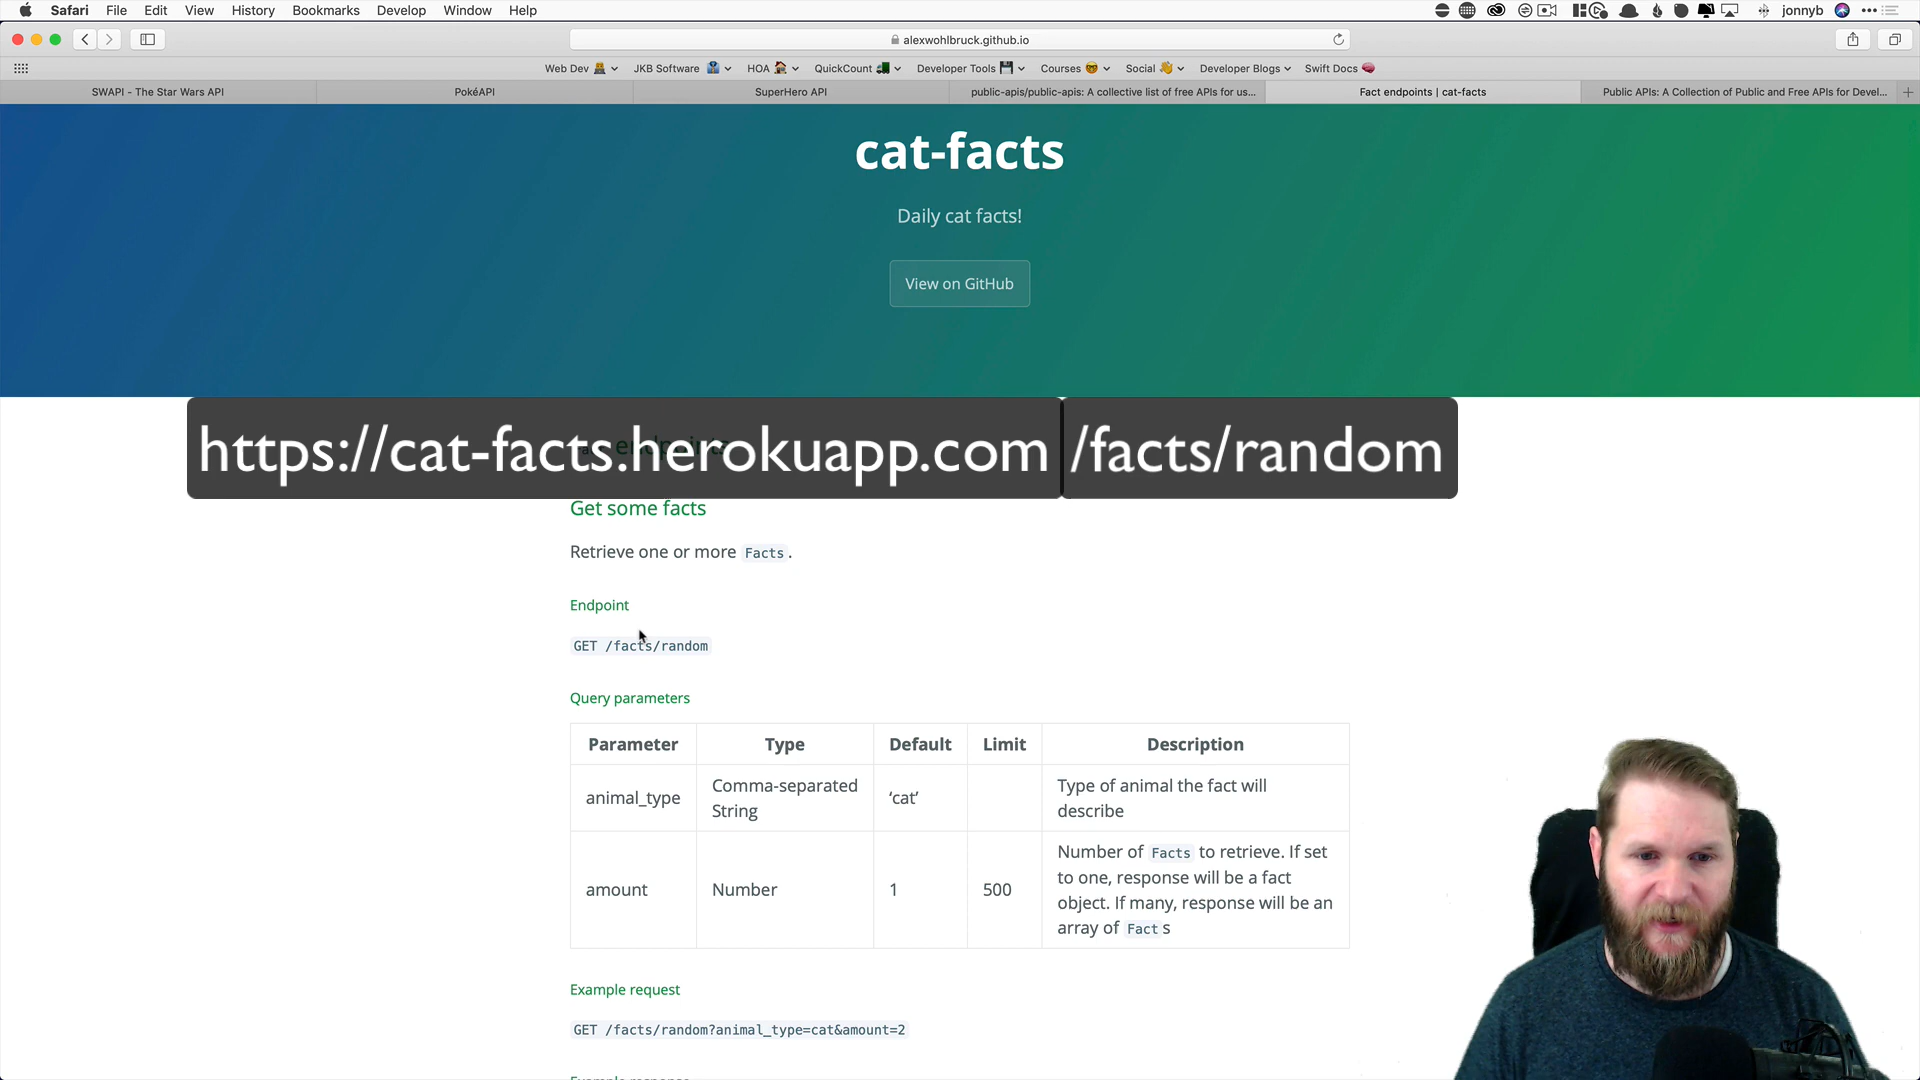 Safari File Edit View History Bookmarks Develop Window Help jonnyb
alexwohlbruck.github.io
Web Dev JKB Software HOA QuickCount Developer Tools Courses Social Developer Blogs Swift Docs
SWAPI - The Star Wars API PokéAPI SuperHero API public-apis/public-apis: A collective list of free APIs for us... Fact endpoints | cat-facts Public APIs: A Collection of Public and Free APIs for Devel...
cat-facts
Daily cat facts!
View on GitHub
https://cat-facts.herokuapp.com /facts/random
Get some facts
Retrieve one or more Facts.
Endpoint
GET /facts/random
Query parameters
Parameter Type Default Limit Description
animal_type Comma-separated String ‘cat’ Type of animal the fact will describe
amount Number 1 500 Number of Facts to retrieve. If set to one, response will be a fact object. If many, response will be an array of Fact s
Example request
GET /facts/random?animal_type=cat&amount=2